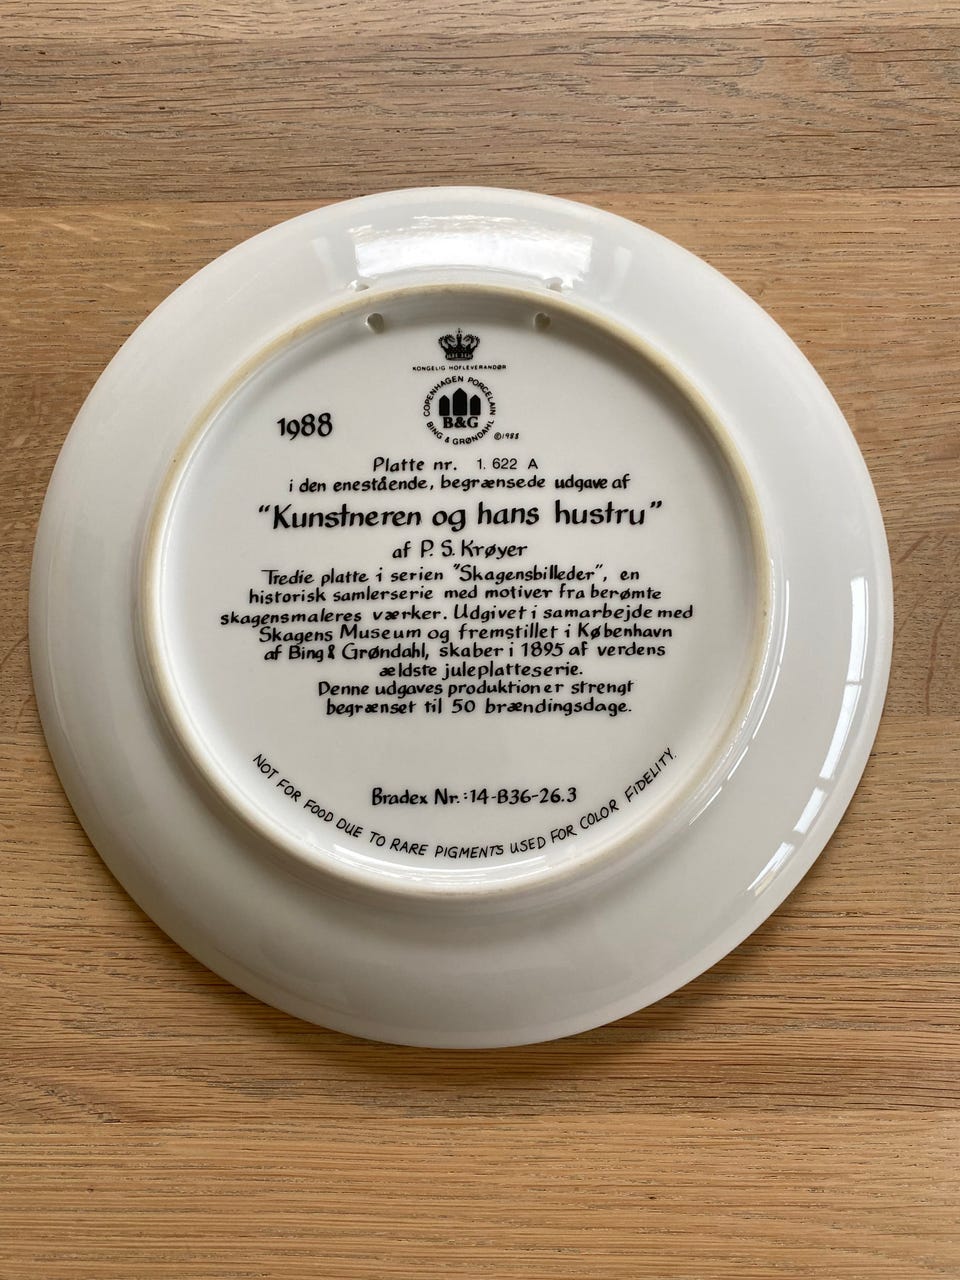 KONGELIG HOFLEVERANDØR
COPENHAGEN PORCELAIN
B&G
BING & GRØNDAHL
©1988
1988
Platte nr. 1. 622 A
i den enestående, begrænsede udgave af
"Kunstneren og hans hustru"
af P. S. Krøyer
Tredie platte i serien "Skagensbilleder", en
historisk samlerserie med motiver fra berømte
skagensmaleres værker. Udgivet i samarbejde med
Skagens Museum og fremstillet i København
af Bing & Grøndahl, skaber i 1895 af verdens
ældste juleplatteserie.
Denne udgaves produktion er strengt
begrænset til 50 brændingsdage.
Bradex Nr.: 14-B36-26.3
NOT FOR FOOD DUE TO RARE PIGMENTS USED FOR COLOR FIDELITY.